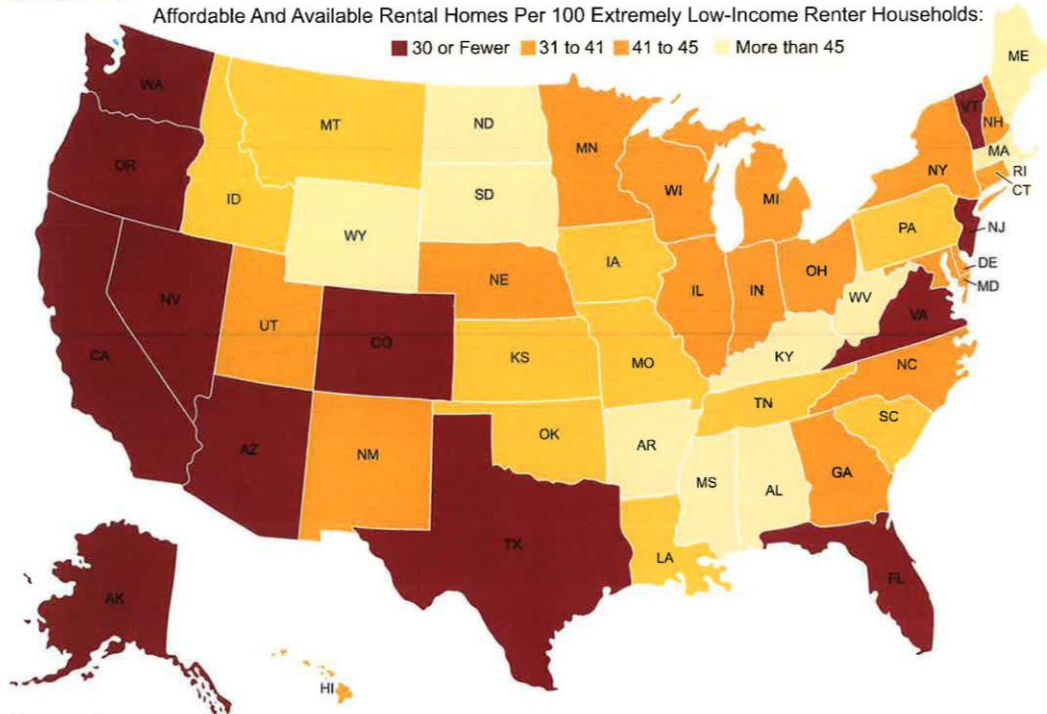 Affordable And Available Rental Homes Per 100 Extremely Low-Income Renter Households:
30 or Fewer 31 to 41 41 to 45 More than 45
ME
WA
VT
NH
MT
ND
MN
MA
OR
NY
RI
WI
CT
ID
SD
MI
WY
PA
NJ
IA
NE
OH
DE
IL
IN
MD
NV
WV
UT
VA
CO
CA
KS
MO
KY
NC
TN
OK
SC
AZ
NM
AR
MS
AL
GA
TX
LA
FL
AK
HI